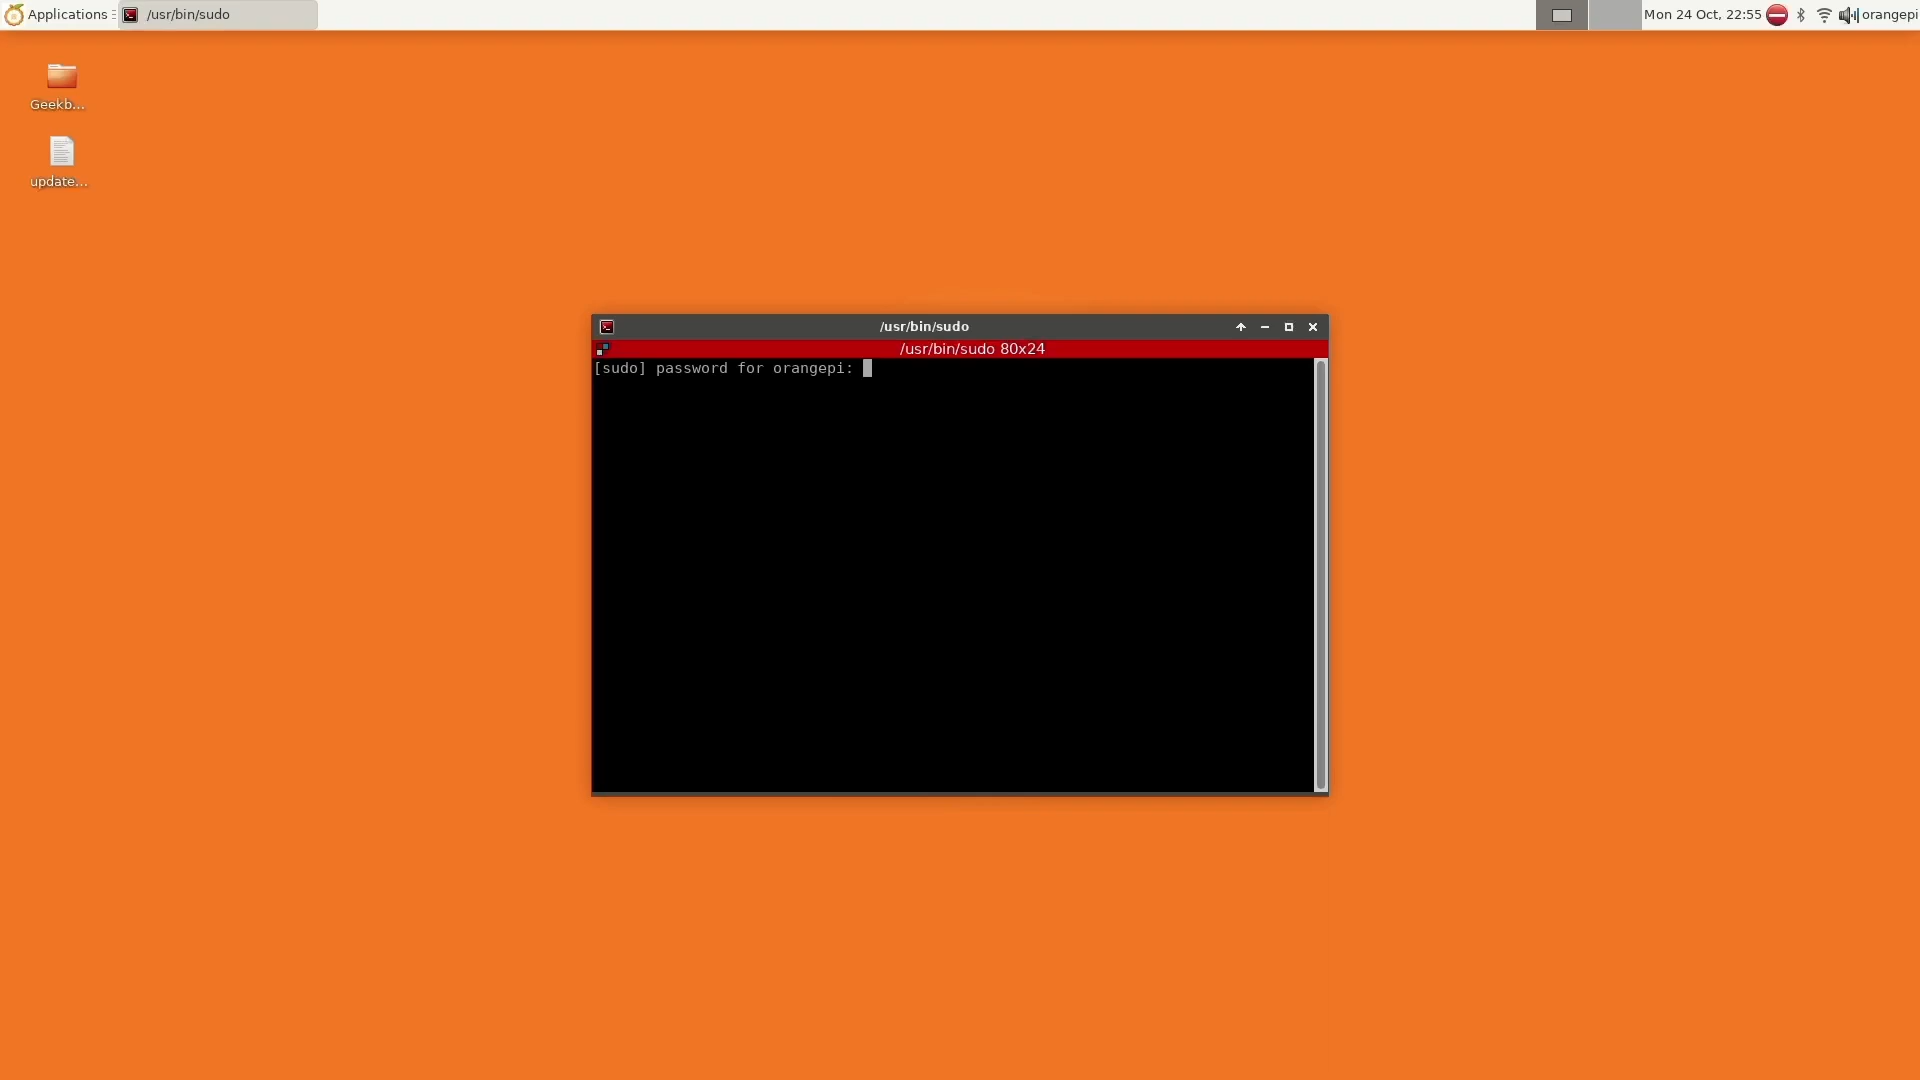 Applications
/usr/bin/sudo
Mon 24 Oct, 22:55
orangepi
Geekb...
update...
/usr/bin/sudo
/usr/bin/sudo 80x24
[sudo] password for orangepi: